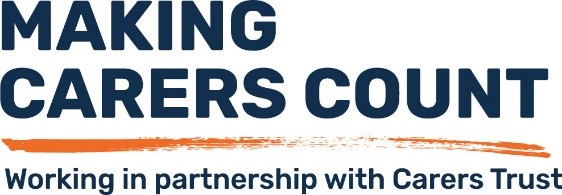 MAKING
CARERS COUNT
Working in partnership with Carers Trust